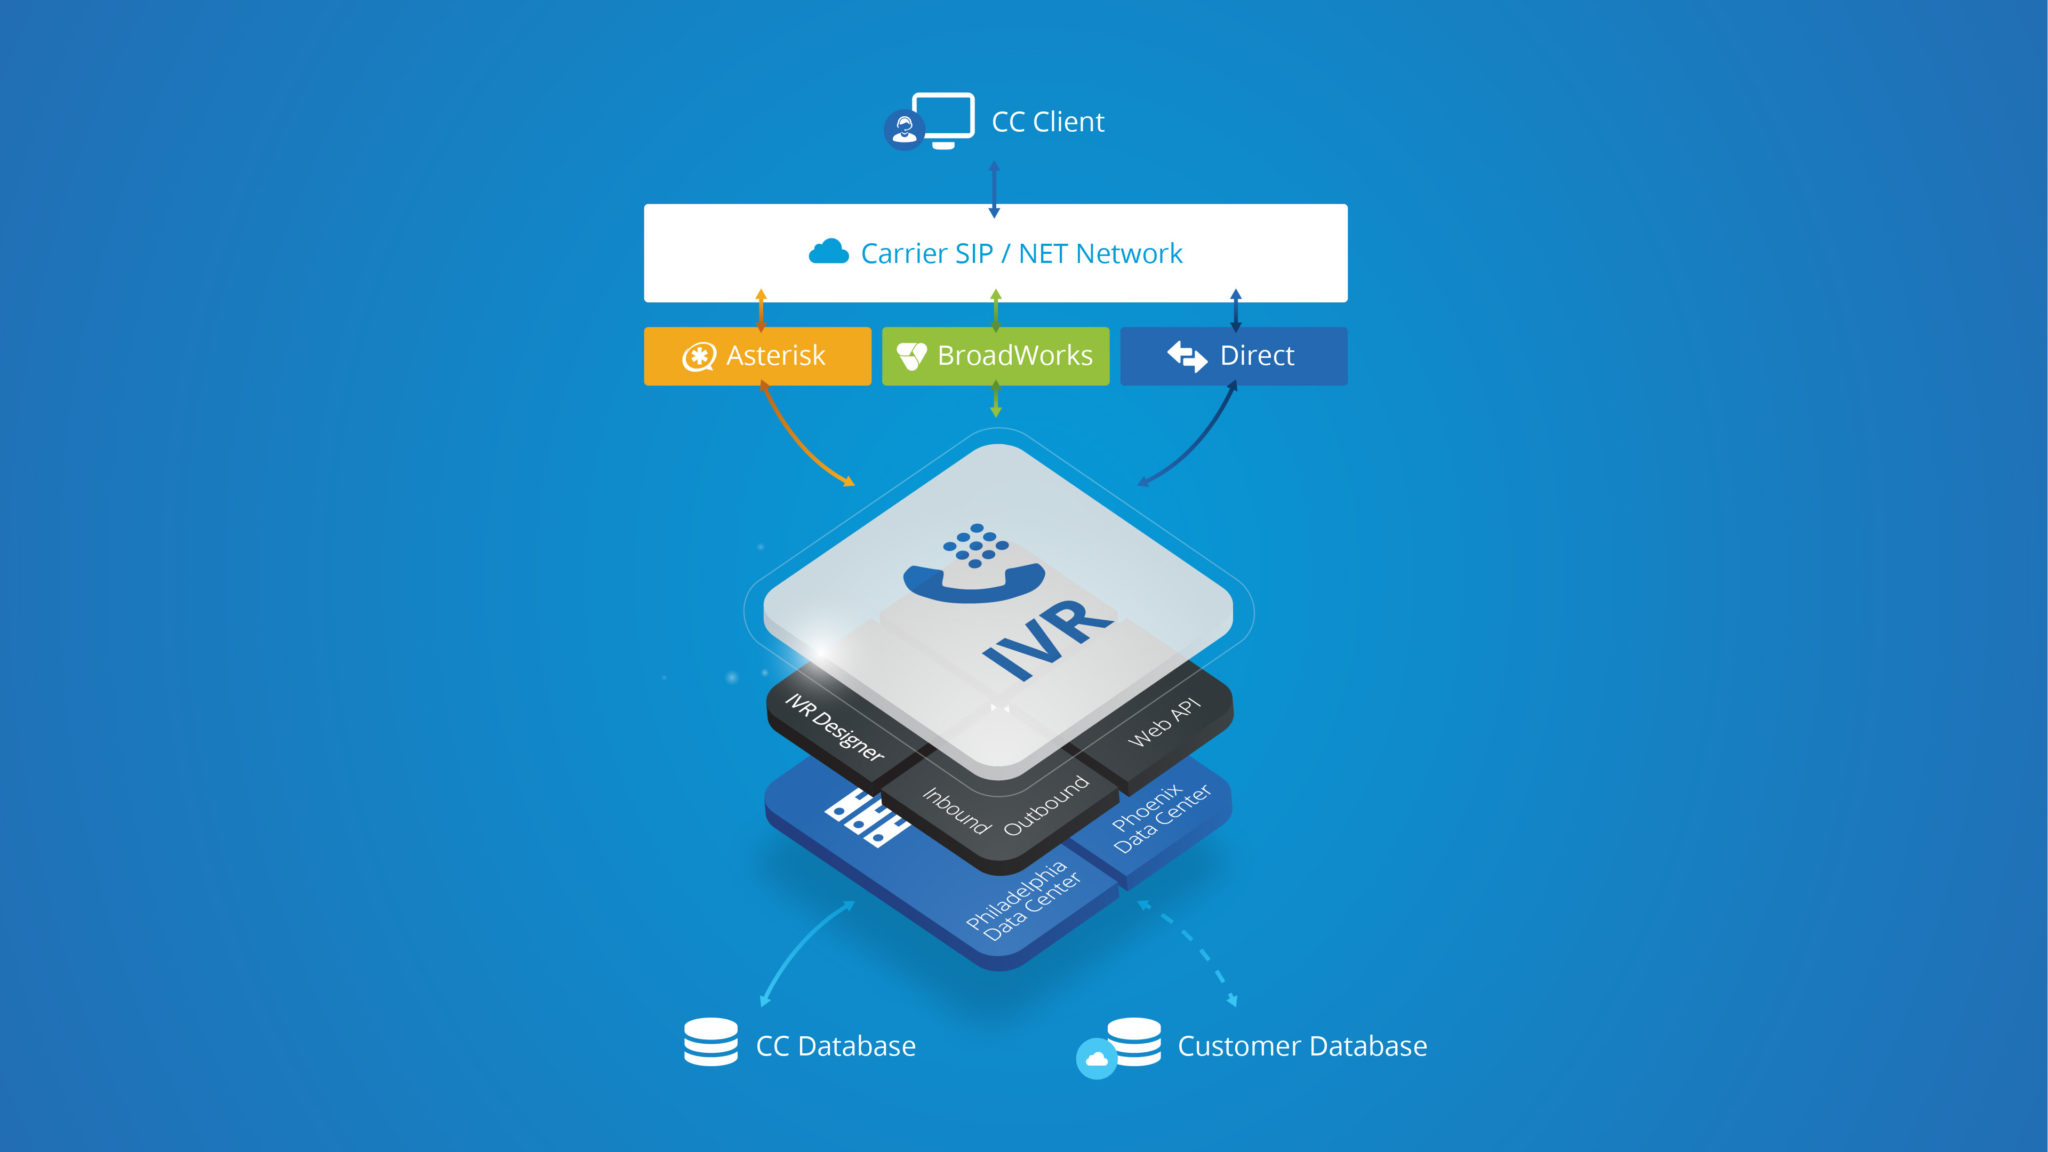 CC Client
Carrier SIP / NET Network
Asterisk
BroadWorks
Direct
IVR
IVR Designer
Inbound
Outbound
Web API
Philadelphia
Data Center
Phoenix
Data Center
CC Database
Customer Database